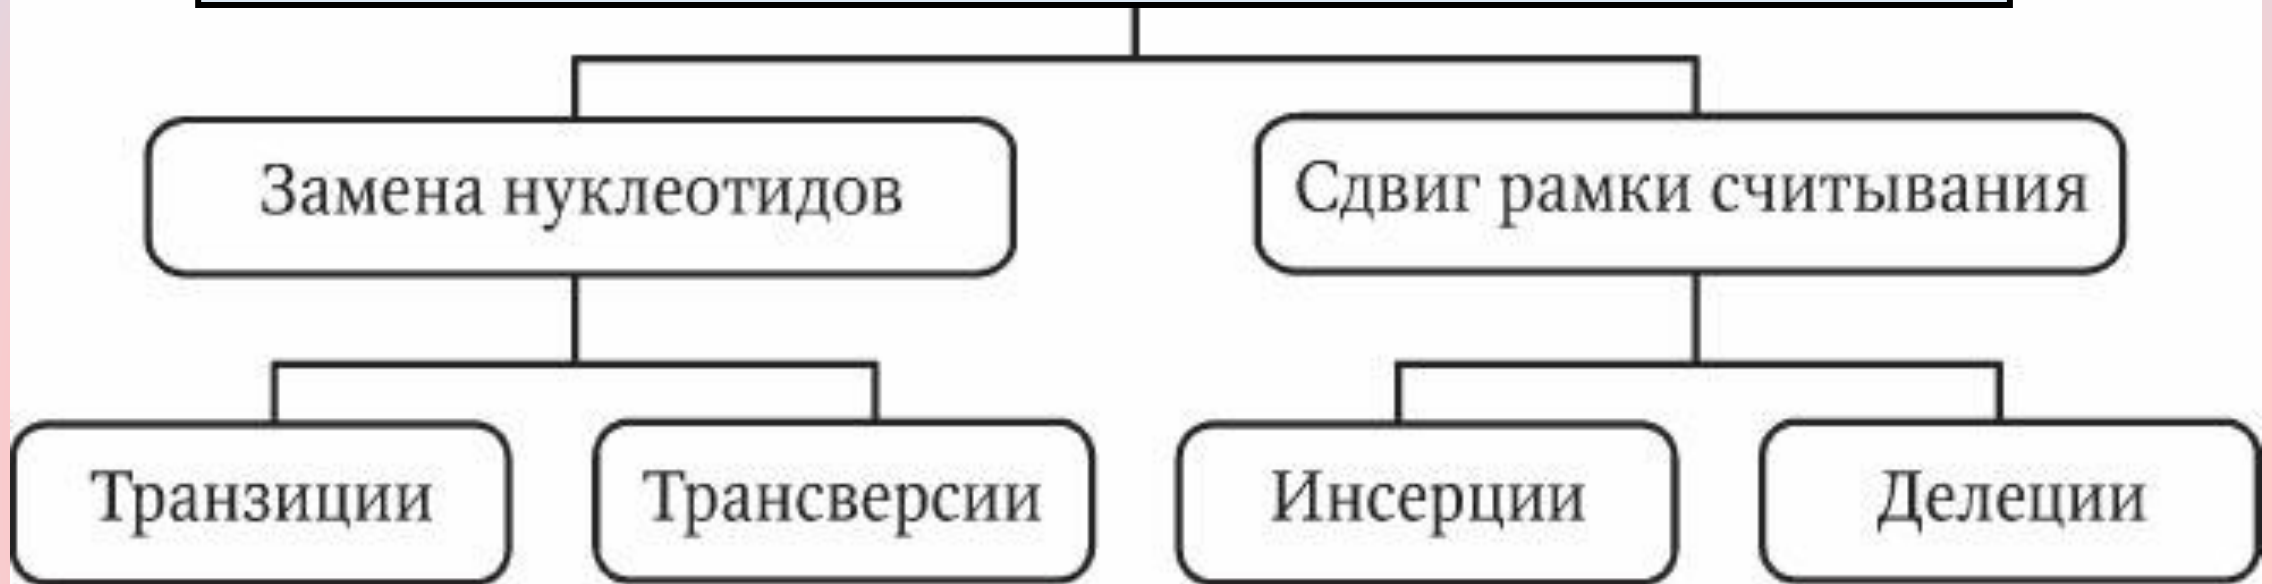 Замена нуклеотидов
Сдвиг рамки считывания
Транзиции
Трансверсии
Инсерции
Делеции